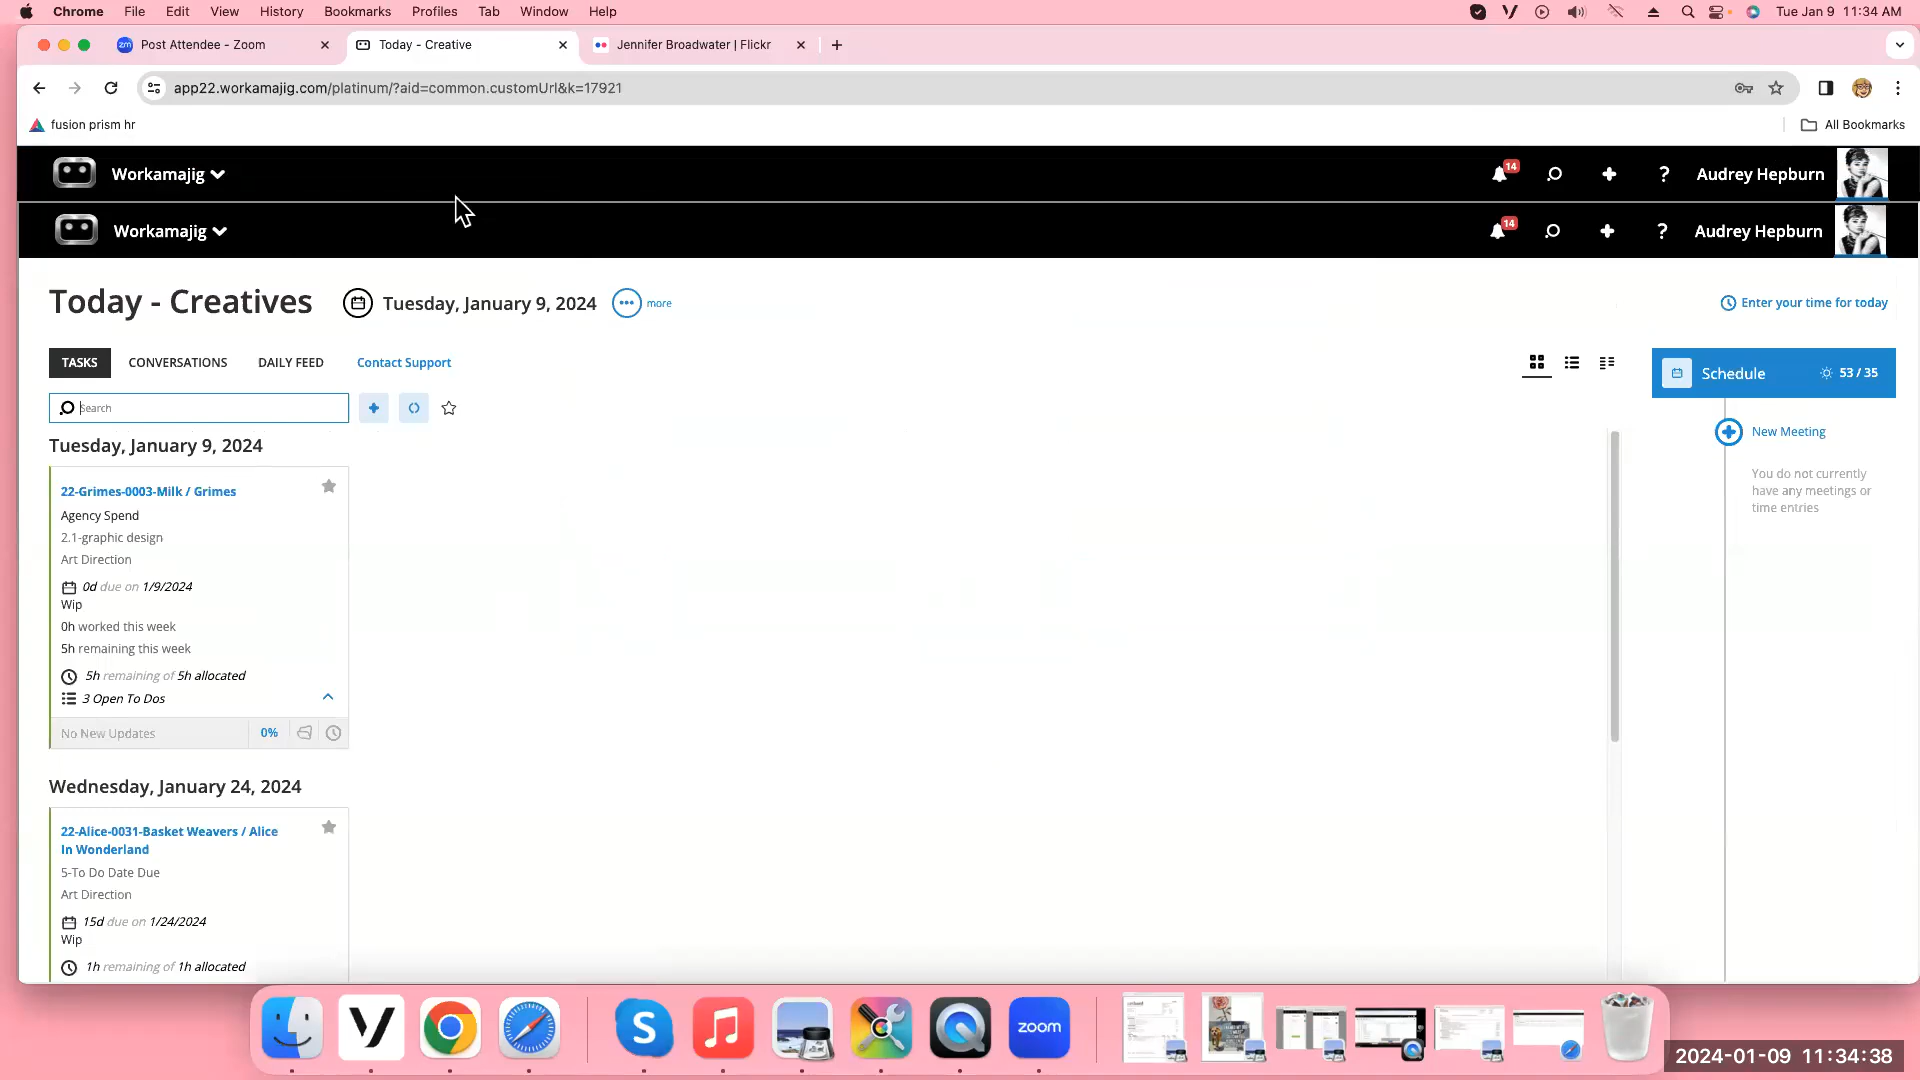 Chrome File Edit View History Bookmarks Profiles Tab Window Help Tue Jan 9 11:34 AM
zm Post Attendee - Zoom Today - Creative Jennifer Broadwater | Flickr
app22.workamajig.com/platinum/?aid=common.customUrl&k=17921
fusion prism hr All Bookmarks
Workamajig 14 ? Audrey Hepburn
Workamajig 14 ? Audrey Hepburn
Today - Creatives Tuesday, January 9, 2024 more Enter your time for today
TASKS CONVERSATIONS DAILY FEED Contact Support
Schedule 53 / 35
Search
New Meeting
You do not currently
have any meetings or
time entries
Tuesday, January 9, 2024
22-Grimes-0003-Milk / Grimes
Agency Spend
2.1-graphic design
Art Direction
0d due on 1/9/2024
Wip
0h worked this week
5h remaining this week
5h remaining of 5h allocated
3 Open To Dos
No New Updates 0%
Wednesday, January 24, 2024
22-Alice-0031-Basket Weavers / Alice
In Wonderland
5-To Do Date Due
Art Direction
15d due on 1/24/2024
Wip
1h remaining of 1h allocated
zoom
2024-01-09 11:34:38